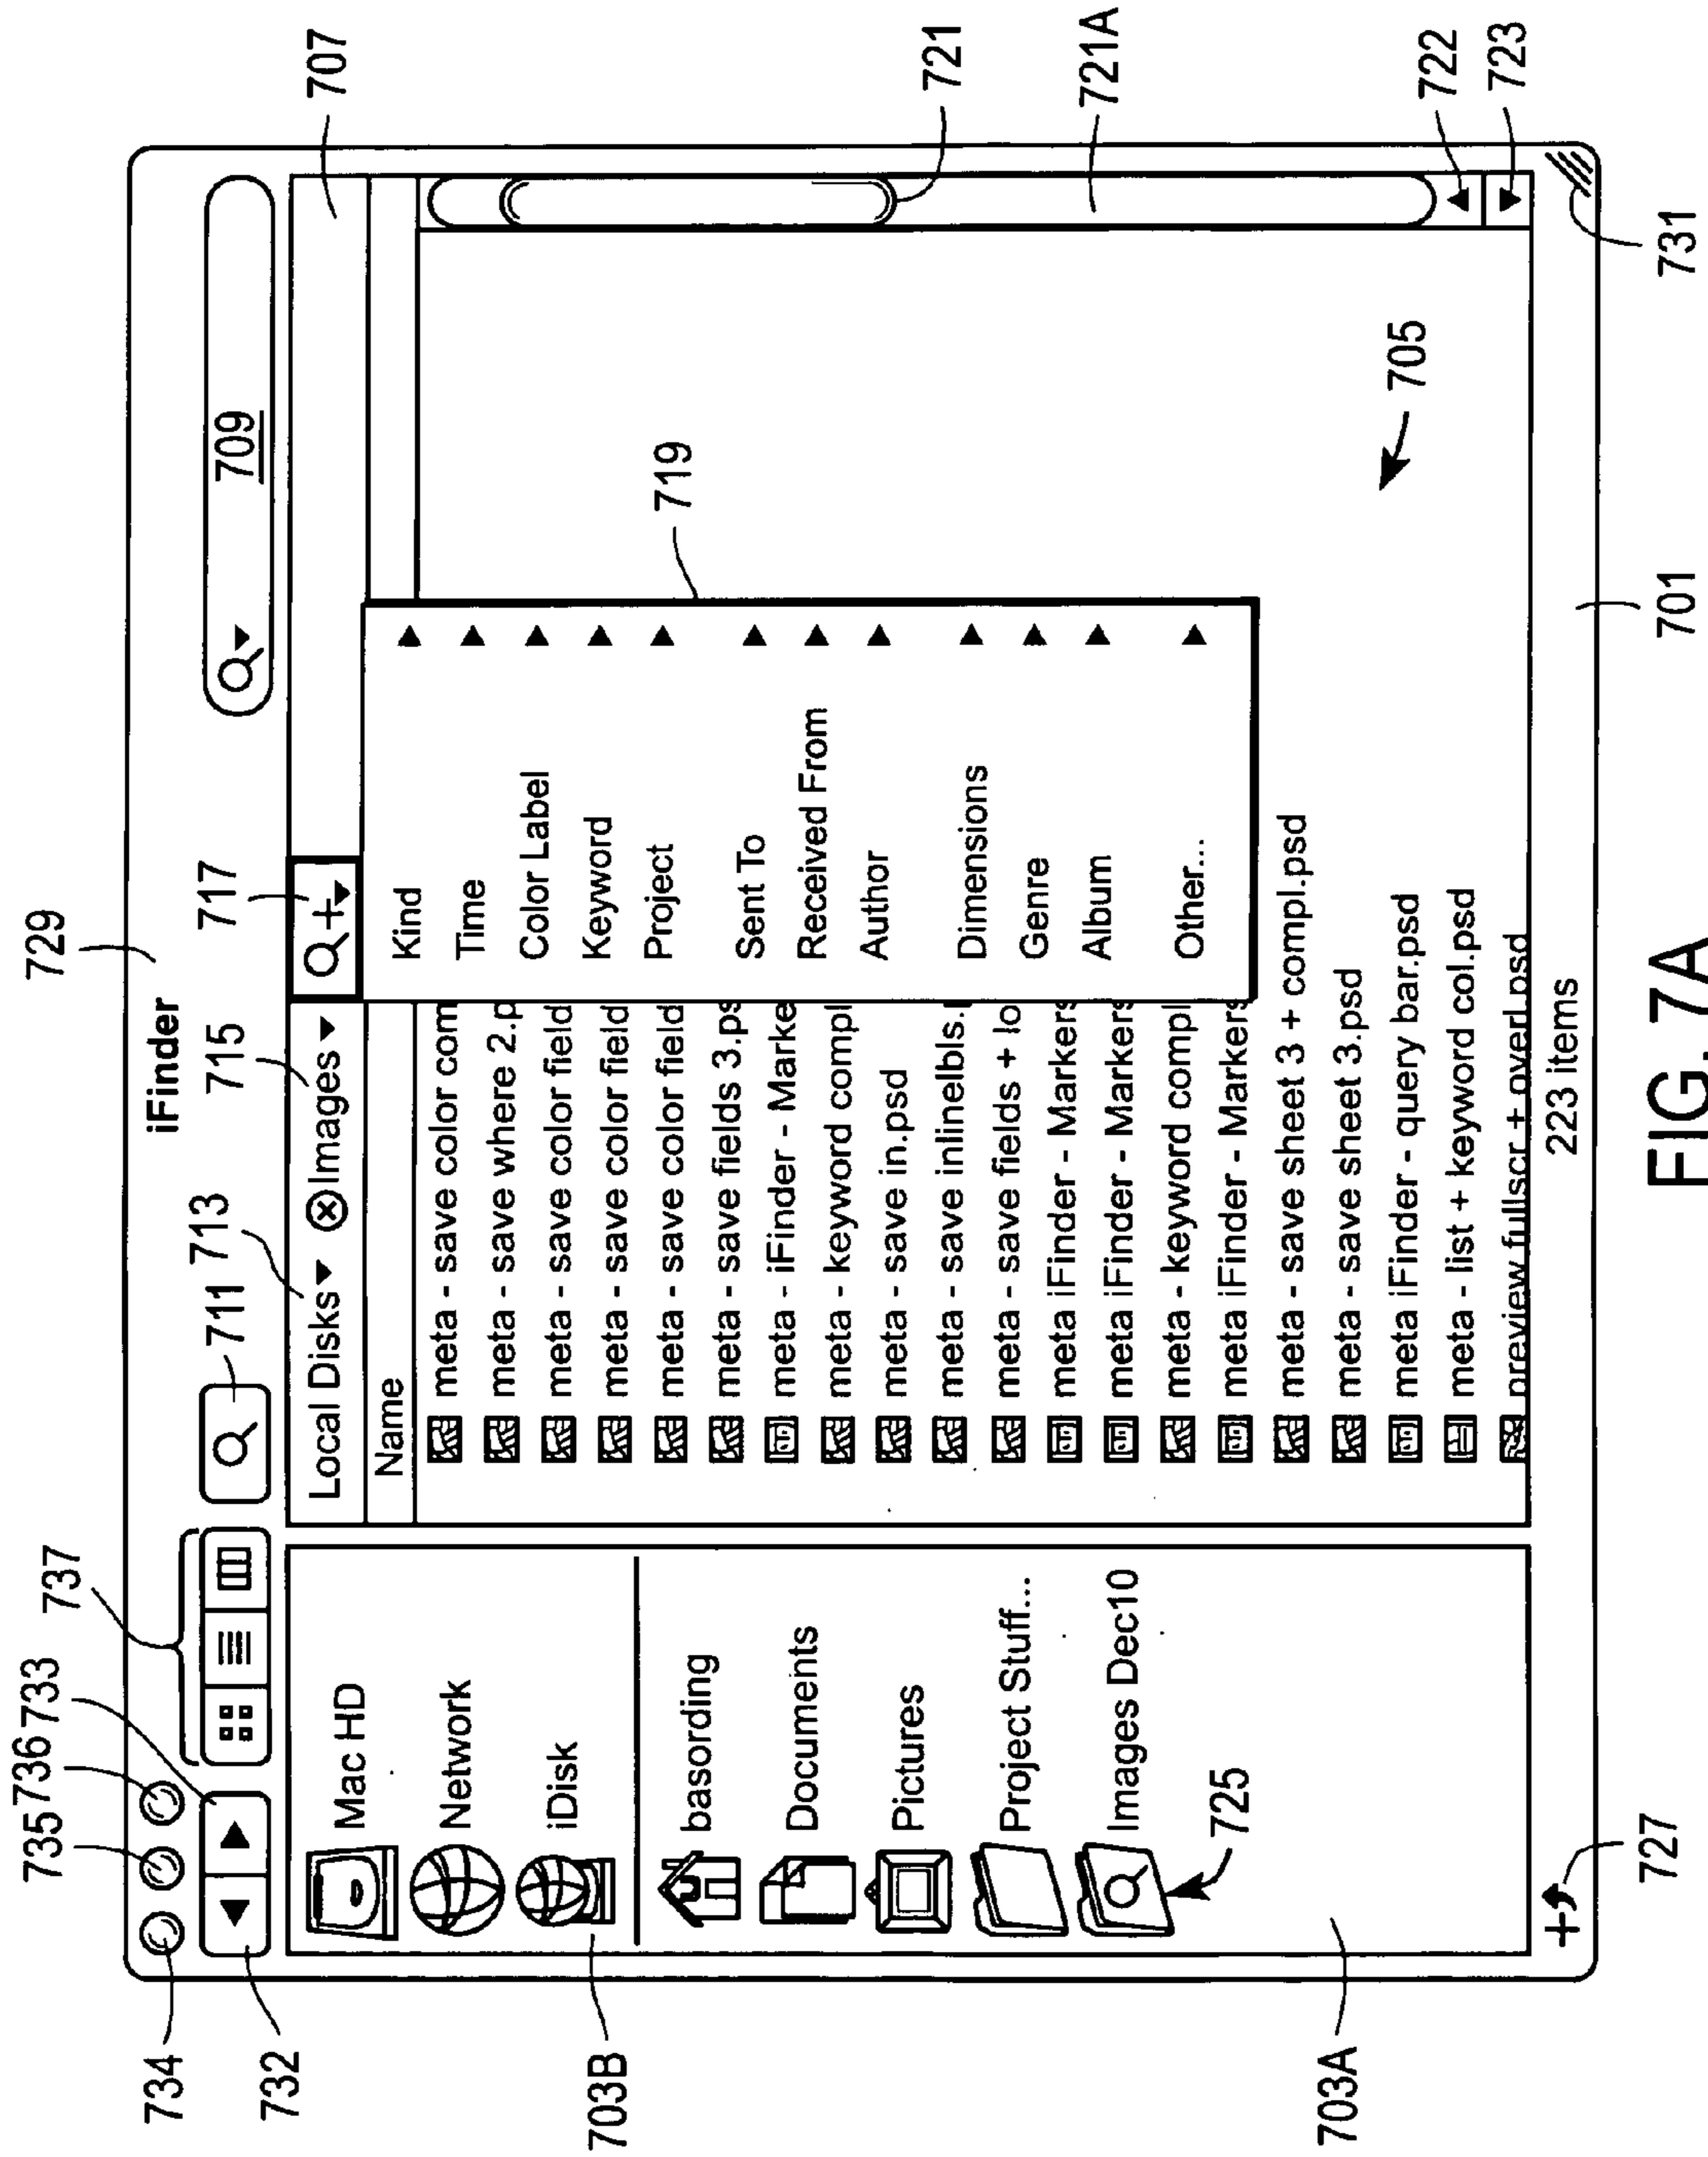 729
735 736 733
737
734
iFinder
711
713
715
717
709
707
732
Local Disks
Images
Name
Mac HD
Network
iDisk
703B
basording
Documents
Pictures
Project Stuff...
Images Dec10
725
703A
meta - save color com
meta - save where 2.p
meta - save color field
meta - save color field
meta - save color field
meta - save fields 3.ps
meta - iFinder - Marke
meta - keyword compl
meta - save in.psd
meta - save inlinelbls.
meta - save fields + lo
meta iFinder - Markers
meta iFinder - Markers
meta - keyword compl
meta iFinder - Markers
meta - save sheet 3 + compl.psd
meta - save sheet 3.psd
meta iFinder - query bar.psd
meta - list + keyword col.psd
preview fullscr + overl.psd
Kind
Time
Color Label
Keyword
Project
Sent To
Received From
Author
Dimensions
Genre
Album
Other...
719
705
721
721A
722
723
727
223 items
701
731
FIG. 7A